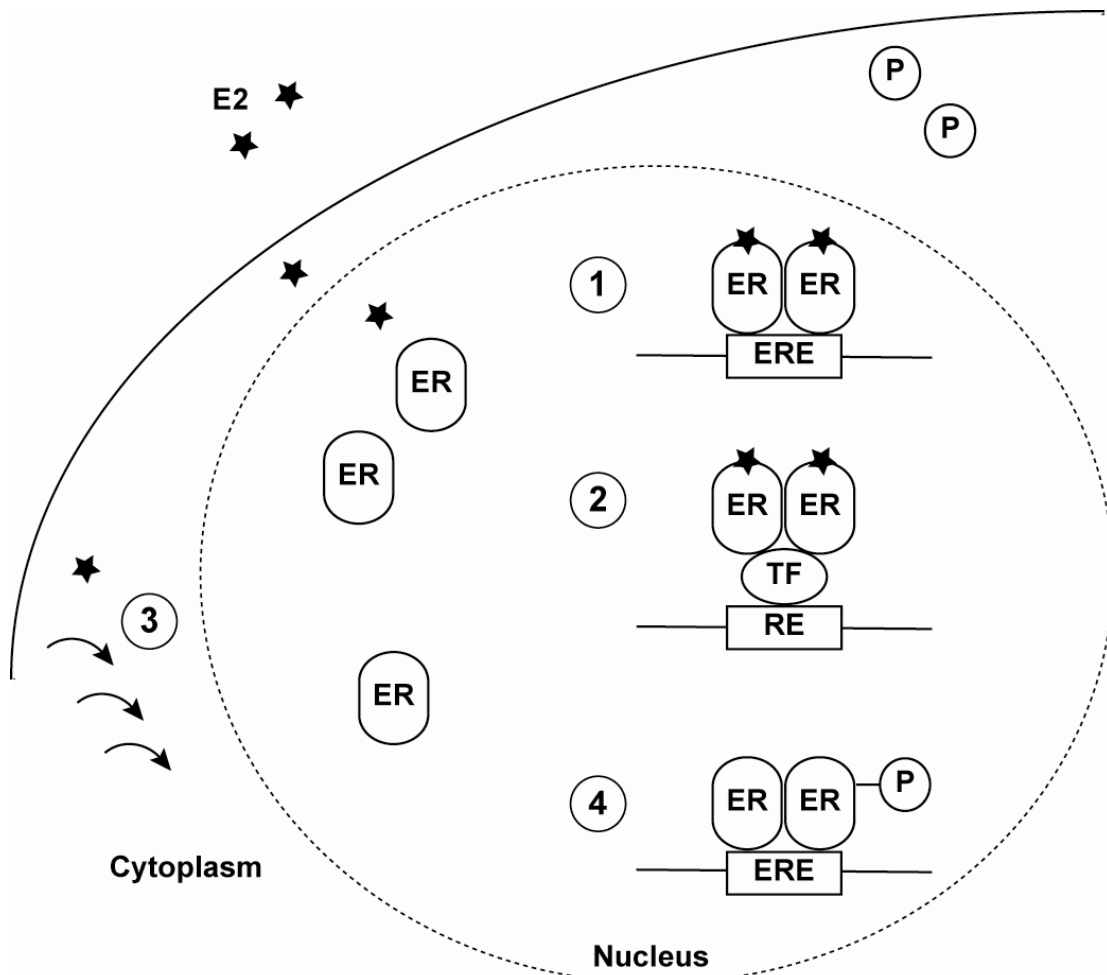 E2
P
P
1
ER ER
ERE
ER
ER
2
ER ER
TF
RE
3
ER
4
ER ER P
ERE
Cytoplasm
Nucleus